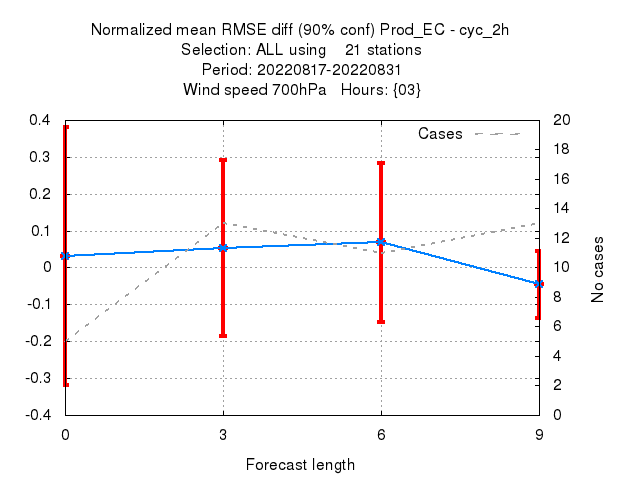 Normalized mean RMSE diff (90% conf) Prod_EC - cyc_2h
Selection: ALL using 21 stations
Period: 20220817-20220831
Wind speed 700hPa Hours: {03}
Cases
0.4
0.3
0.2
0.1
0
-0.1
-0.2
-0.3
-0.4
20
18
16
14
12
10
8
6
4
2
0
No cases
0 3 6 9
Forecast length